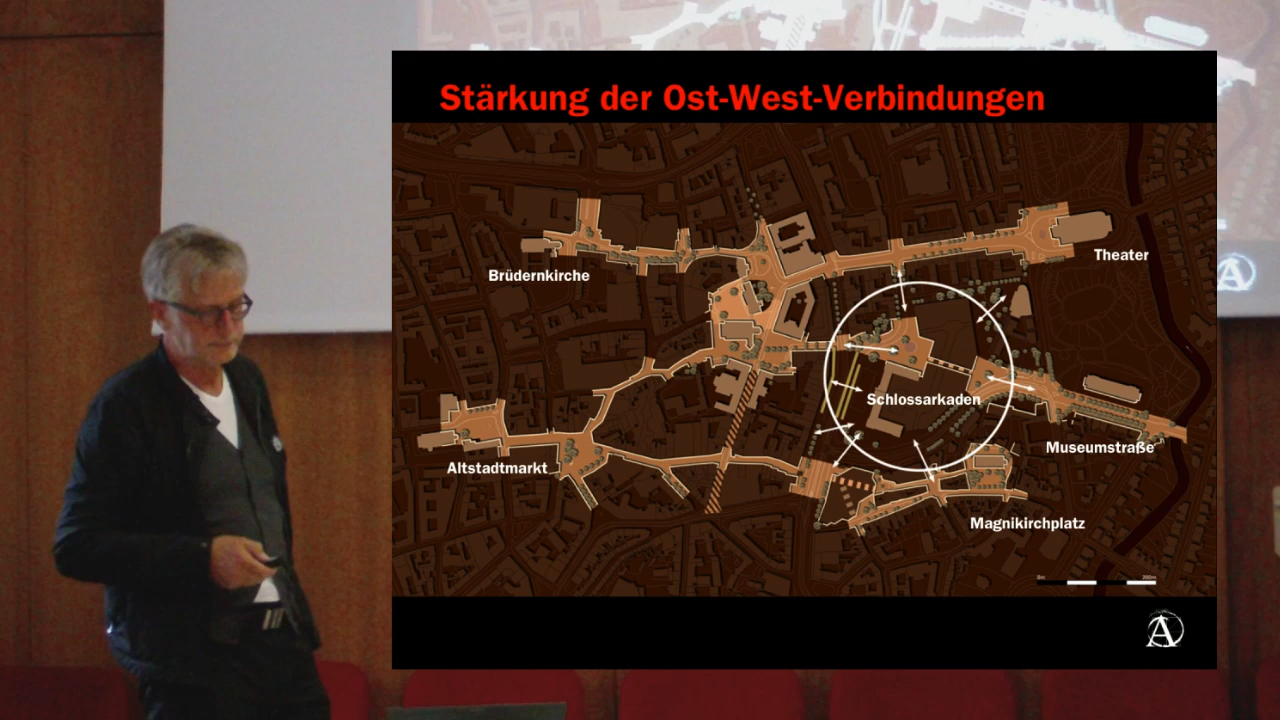 Stärkung der Ost-West-Verbindungen
Theater
Brüdernkirche
Schlossarkaden
Museumstraße
Altstadtmarkt
Magnikirchplatz
A